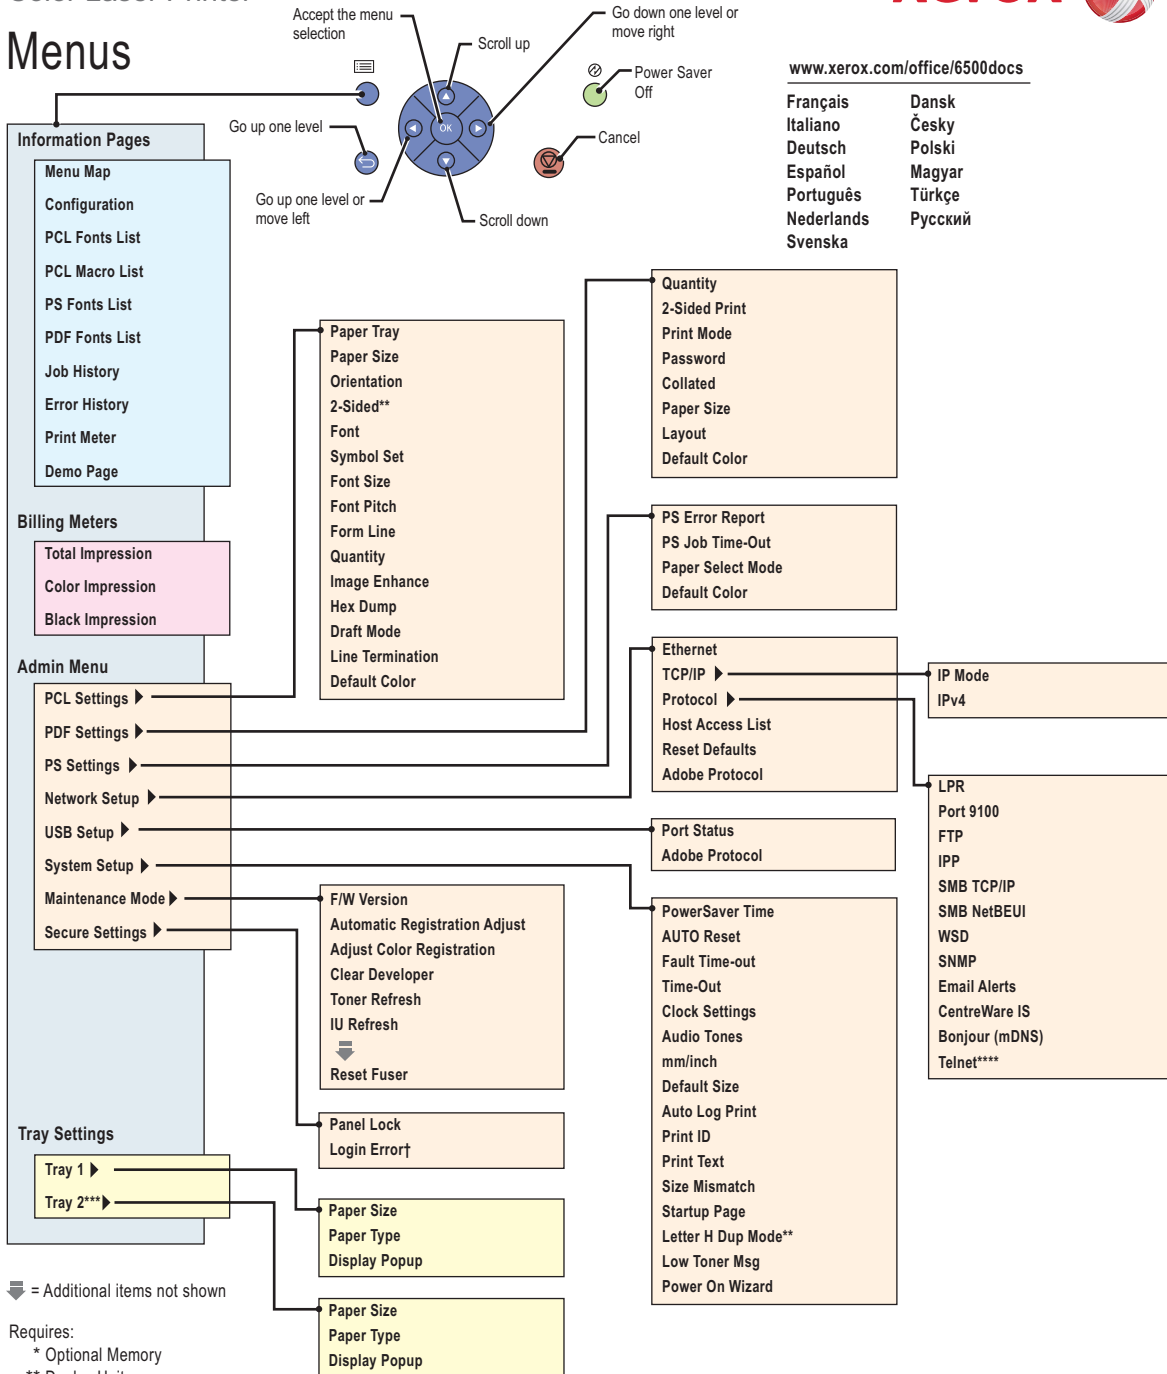 Color Laser Printer
XEROX
Menus
Accept the menu
selection
Scroll up
Go down one level or
move right
Power Saver
Off
Go up one level
OK
Cancel
Go up one level or
move left
Scroll down
www.xerox.com/office/6500docs
Français
Italiano
Deutsch
Español
Português
Nederlands
Svenska
Dansk
Česky
Polski
Magyar
Türkçe
Русский
Information Pages
Menu Map
Configuration
PCL Fonts List
PCL Macro List
PS Fonts List
PDF Fonts List
Job History
Error History
Print Meter
Demo Page
Billing Meters
Total Impression
Color Impression
Black Impression
Admin Menu
PCL Settings
PDF Settings
PS Settings
Network Setup
USB Setup
System Setup
Maintenance Mode
Secure Settings
Tray Settings
Tray 1
Tray 2***
Paper Tray
Paper Size
Orientation
2-Sided**
Font
Symbol Set
Font Size
Font Pitch
Form Line
Quantity
Image Enhance
Hex Dump
Draft Mode
Line Termination
Default Color
F/W Version
Automatic Registration Adjust
Adjust Color Registration
Clear Developer
Toner Refresh
IU Refresh
Reset Fuser
Panel Lock
Login Error†
Paper Size
Paper Type
Display Popup
Paper Size
Paper Type
Display Popup
Quantity
2-Sided Print
Print Mode
Password
Collated
Paper Size
Layout
Default Color
PS Error Report
PS Job Time-Out
Paper Select Mode
Default Color
Ethernet
TCP/IP
Protocol
Host Access List
Reset Defaults
Adobe Protocol
Port Status
Adobe Protocol
PowerSaver Time
AUTO Reset
Fault Time-out
Time-Out
Clock Settings
Audio Tones
mm/inch
Default Size
Auto Log Print
Print ID
Print Text
Size Mismatch
Startup Page
Letter H Dup Mode**
Low Toner Msg
Power On Wizard
IP Mode
IPv4
LPR
Port 9100
FTP
IPP
SMB TCP/IP
SMB NetBEUI
WSD
SNMP
Email Alerts
CentreWare IS
Bonjour (mDNS)
Telnet****
= Additional items not shown
Requires:
* Optional Memory